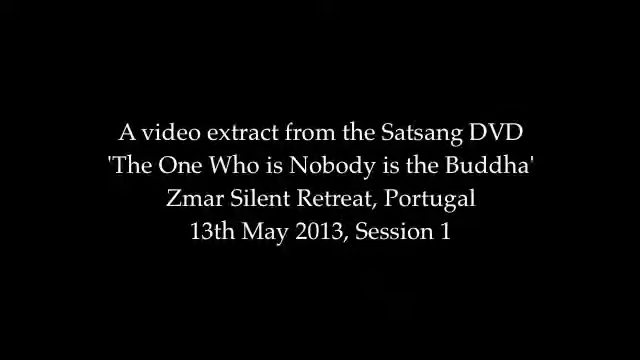 A video extract from the Satsang DVD
'The One Who is Nobody is the Buddha'
Zmar Silent Retreat, Portugal
13th May 2013, Session 1